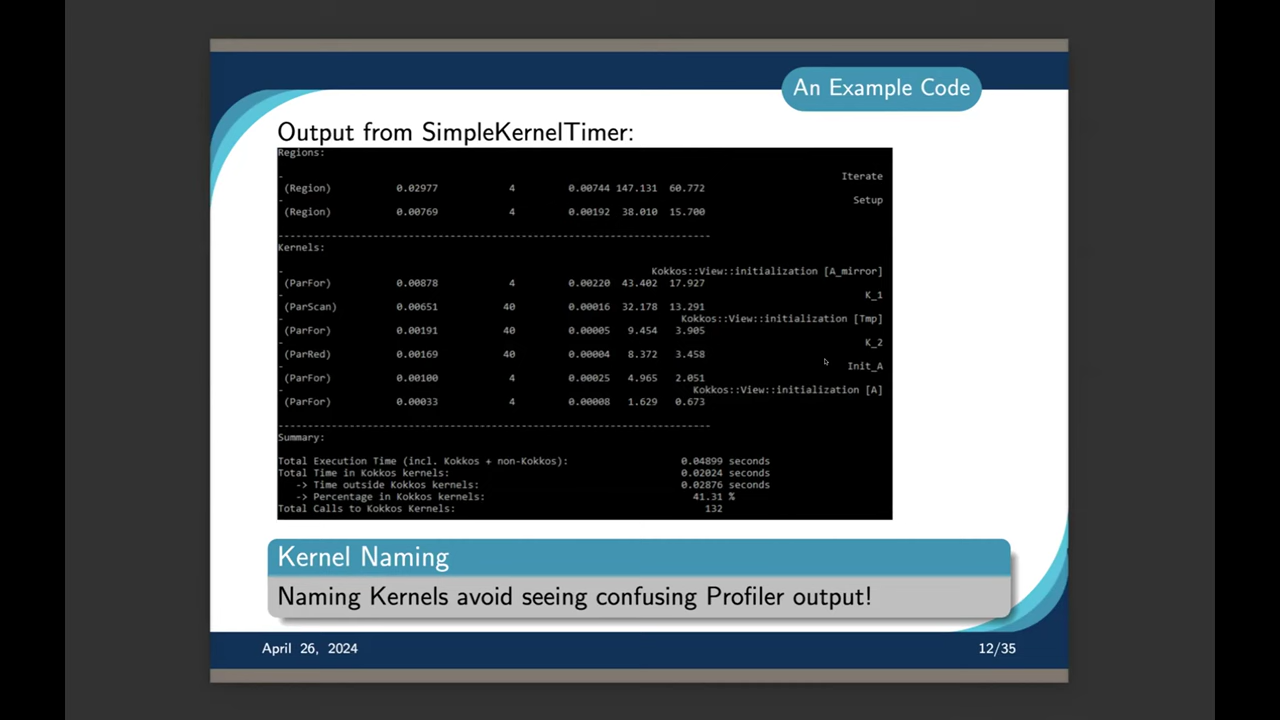 An Example Code
Output from SimpleKernelTimer:
Regions:
- Iterate
(Region) 0.02977 4 0.00744 147.131 60.772
- Setup
(Region) 0.00769 4 0.00192 38.010 15.700
-------------------------------------------------------------------------
Kernels:
- Kokkos::View::initialization [A_mirror]
(ParFor) 0.00878 4 0.00220 43.402 17.927
- K_1
(ParScan) 0.00651 40 0.00016 32.178 13.291
- Kokkos::View::initialization [Tmp]
(ParFor) 0.00191 40 0.00005 9.454 3.905
- K_2
(ParRed) 0.00169 40 0.00004 8.372 3.458
- Init_A
(ParFor) 0.00100 4 0.00025 4.965 2.051
- Kokkos::View::initialization [A]
(ParFor) 0.00033 4 0.00008 1.629 0.673
-------------------------------------------------------------------------
Summary:
Total Execution Time (incl. Kokkos + non-Kokkos): 0.04899 seconds
Total Time in Kokkos kernels: 0.02024 seconds
-> Time outside Kokkos kernels: 0.02876 seconds
-> Percentage in Kokkos kernels: 41.31 %
Total Calls to Kokkos Kernels: 132
Kernel Naming
Naming Kernels avoid seeing confusing Profiler output!
April 26, 2024 12/35